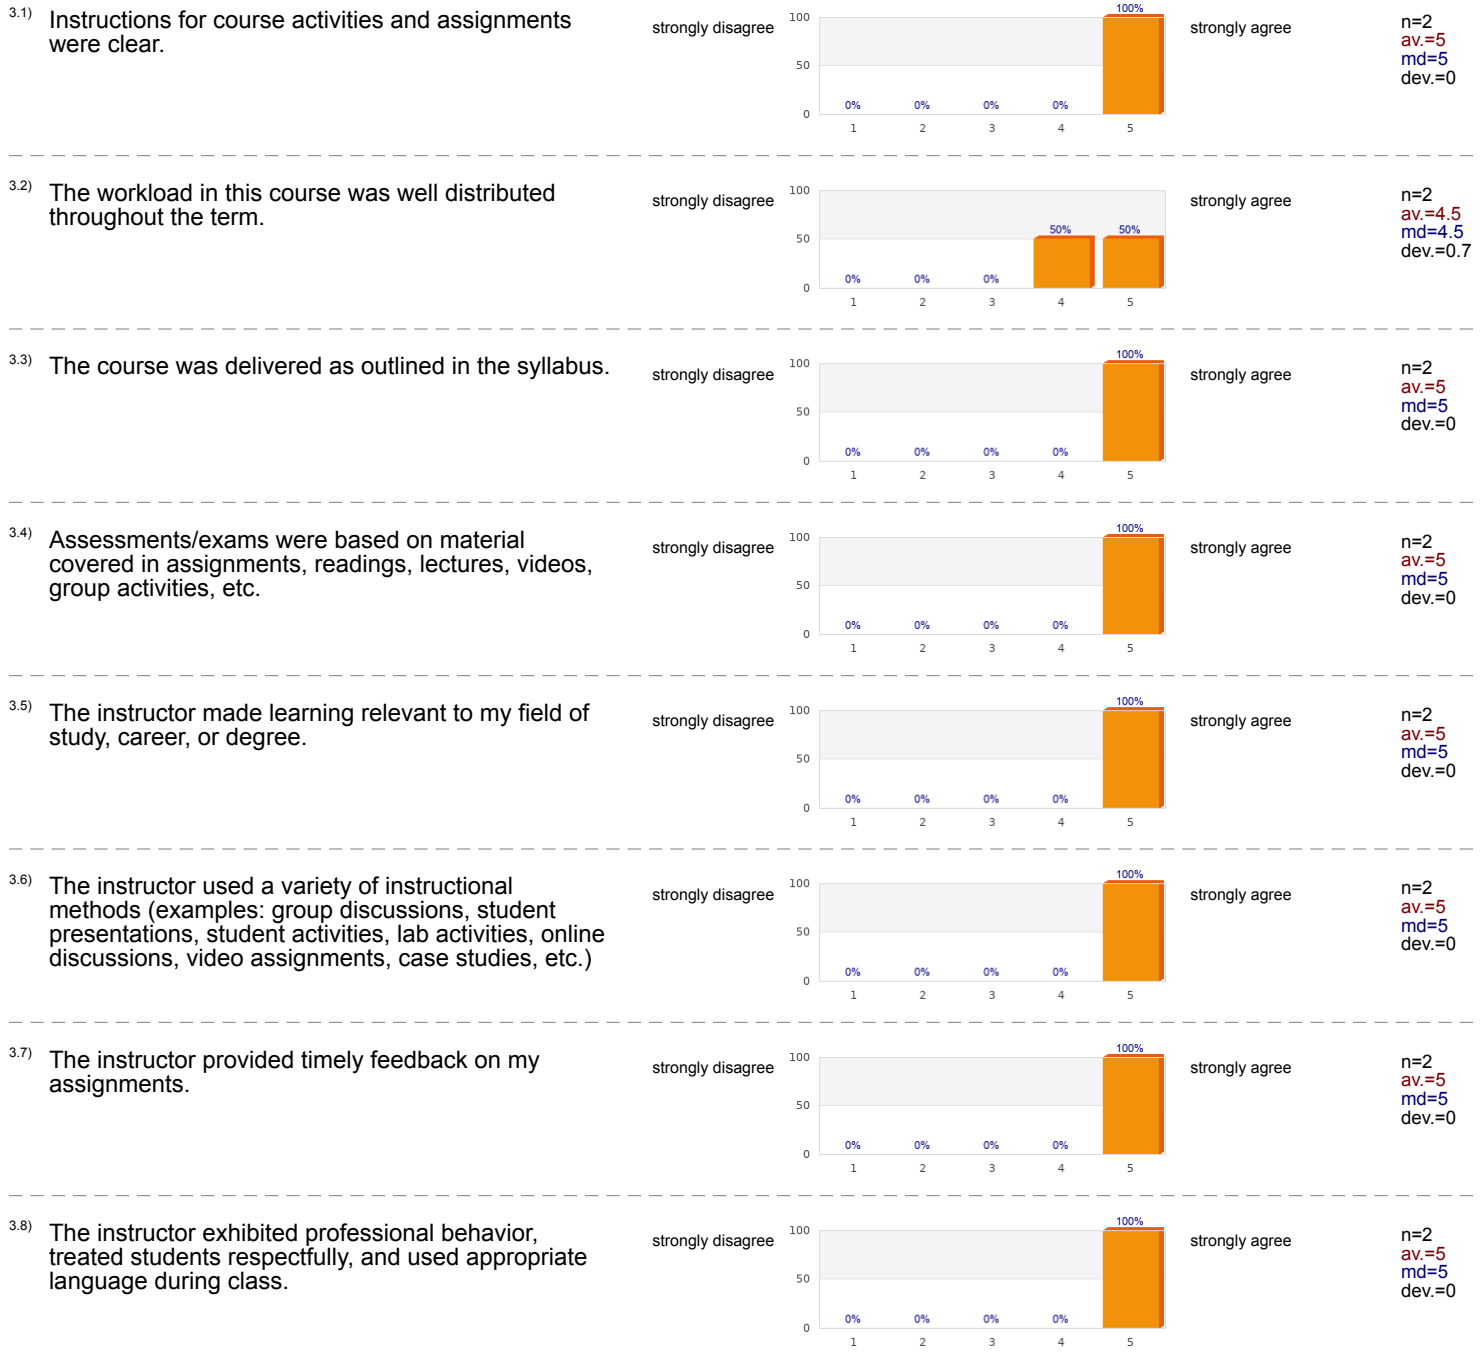 3.1) Instructions for course activities and assignments
were clear.
strongly disagree
100
50
0
0% 0% 0% 0% 100%
1 2 3 4 5
strongly agree
n=2
av.=5
md=5
dev.=0
3.2) The workload in this course was well distributed
throughout the term.
strongly disagree
100
50
0
0% 0% 0% 50% 50%
1 2 3 4 5
strongly agree
n=2
av.=4.5
md=4.5
dev.=0.7
3.3) The course was delivered as outlined in the syllabus.
strongly disagree
100
50
0
0% 0% 0% 0% 100%
1 2 3 4 5
strongly agree
n=2
av.=5
md=5
dev.=0
3.4) Assessments/exams were based on material
covered in assignments, readings, lectures, videos,
group activities, etc.
strongly disagree
100
50
0
0% 0% 0% 0% 100%
1 2 3 4 5
strongly agree
n=2
av.=5
md=5
dev.=0
3.5) The instructor made learning relevant to my field of
study, career, or degree.
strongly disagree
100
50
0
0% 0% 0% 0% 100%
1 2 3 4 5
strongly agree
n=2
av.=5
md=5
dev.=0
3.6) The instructor used a variety of instructional
methods (examples: group discussions, student
presentations, student activities, lab activities, online
discussions, video assignments, case studies, etc.)
strongly disagree
100
50
0
0% 0% 0% 0% 100%
1 2 3 4 5
strongly agree
n=2
av.=5
md=5
dev.=0
3.7) The instructor provided timely feedback on my
assignments.
strongly disagree
100
50
0
0% 0% 0% 0% 100%
1 2 3 4 5
strongly agree
n=2
av.=5
md=5
dev.=0
3.8) The instructor exhibited professional behavior,
treated students respectfully, and used appropriate
language during class.
strongly disagree
100
50
0
0% 0% 0% 0% 100%
1 2 3 4 5
strongly agree
n=2
av.=5
md=5
dev.=0